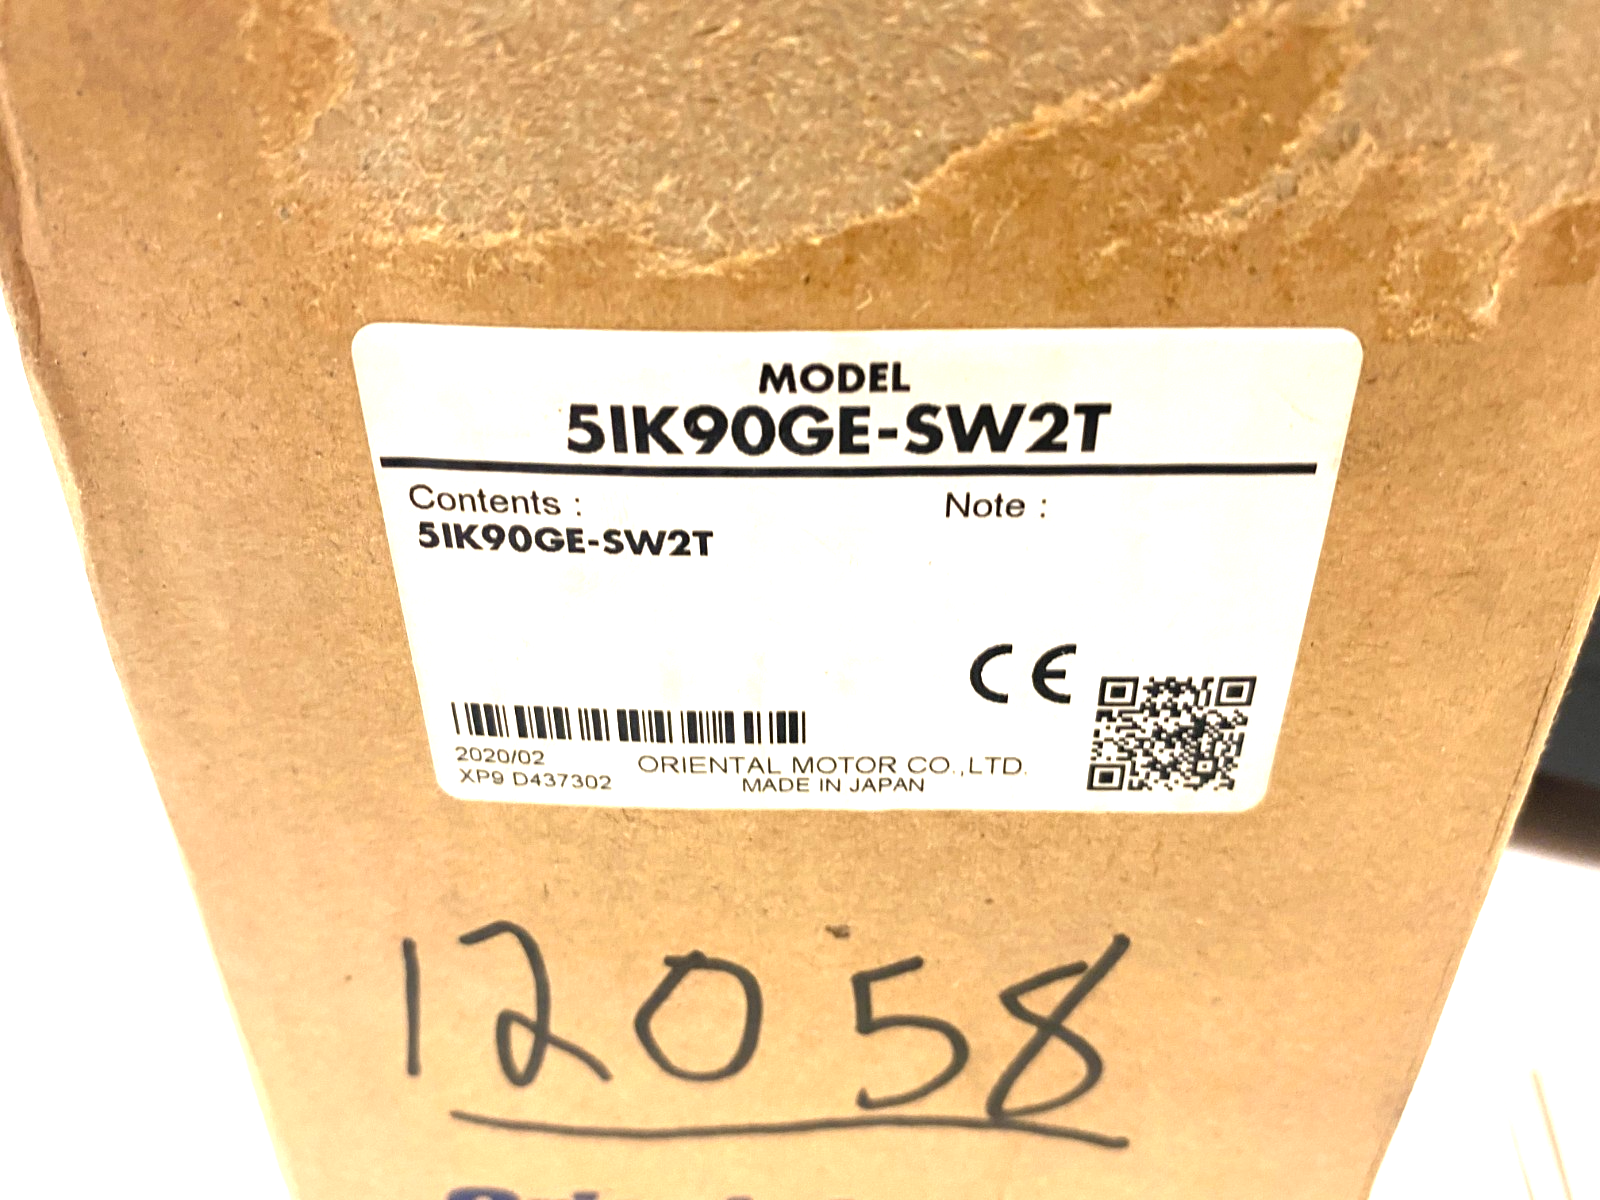 MODEL
5IK90GE-SW2T
Contents :
Note :
5IK90GE-SW2T
CE
2020/02
XP9 D437302
ORIENTAL MOTOR CO.,LTD.
MADE IN JAPAN
12058